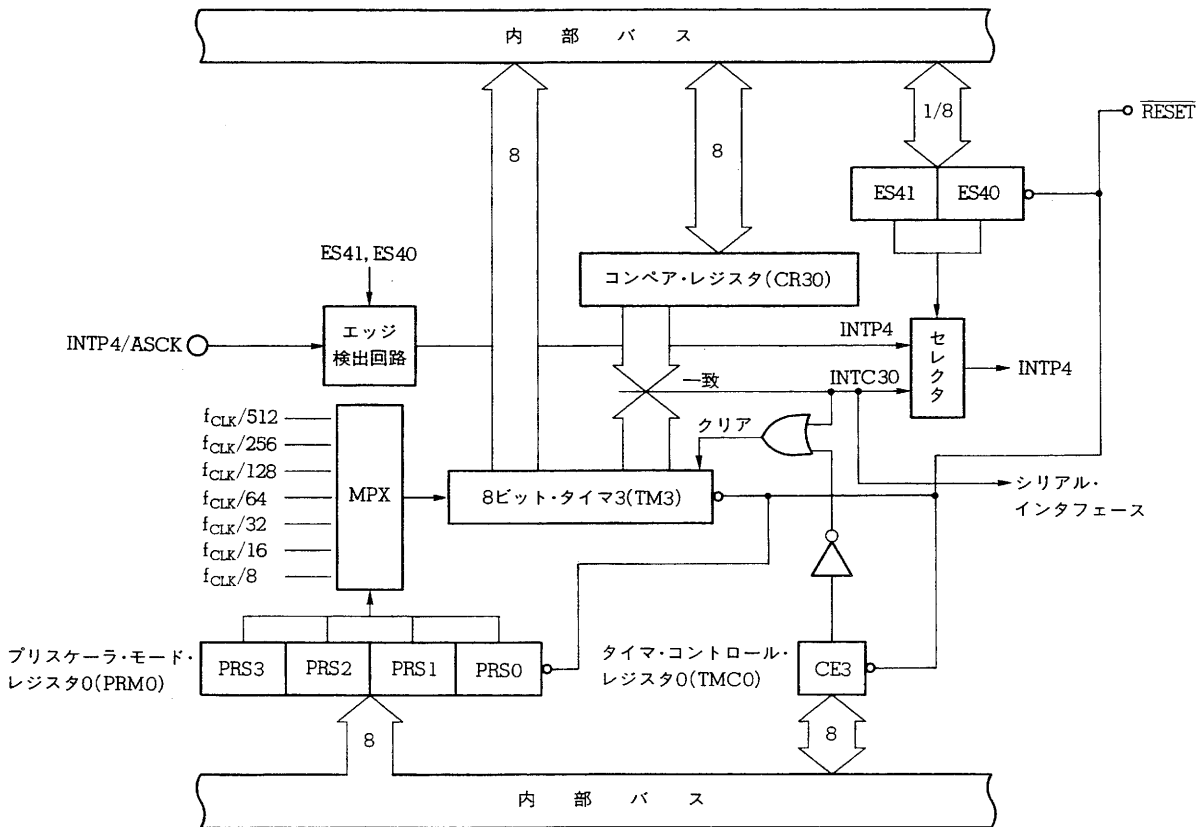 内 部 バ ス
8
8
1/8
RESET
ES41
ES40
ES41, ES40
コンペア・レジスタ(CR30)
INTP4/ASCK
エッジ
検出回路
INTP4
セレクタ
INTP4
一致
INTC30
クリア
fCLK/512
fCLK/256
fCLK/128
fCLK/64
fCLK/32
fCLK/16
fCLK/8
MPX
8ビット・タイマ3(TM3)
シリアル・
インタフェース
プリスケーラ・モード・
レジスタ0(PRM0)
PRS3
PRS2
PRS1
PRS0
タイマ・コントロール・
レジスタ0(TMC0)
CE3
8
8
内 部 バ ス